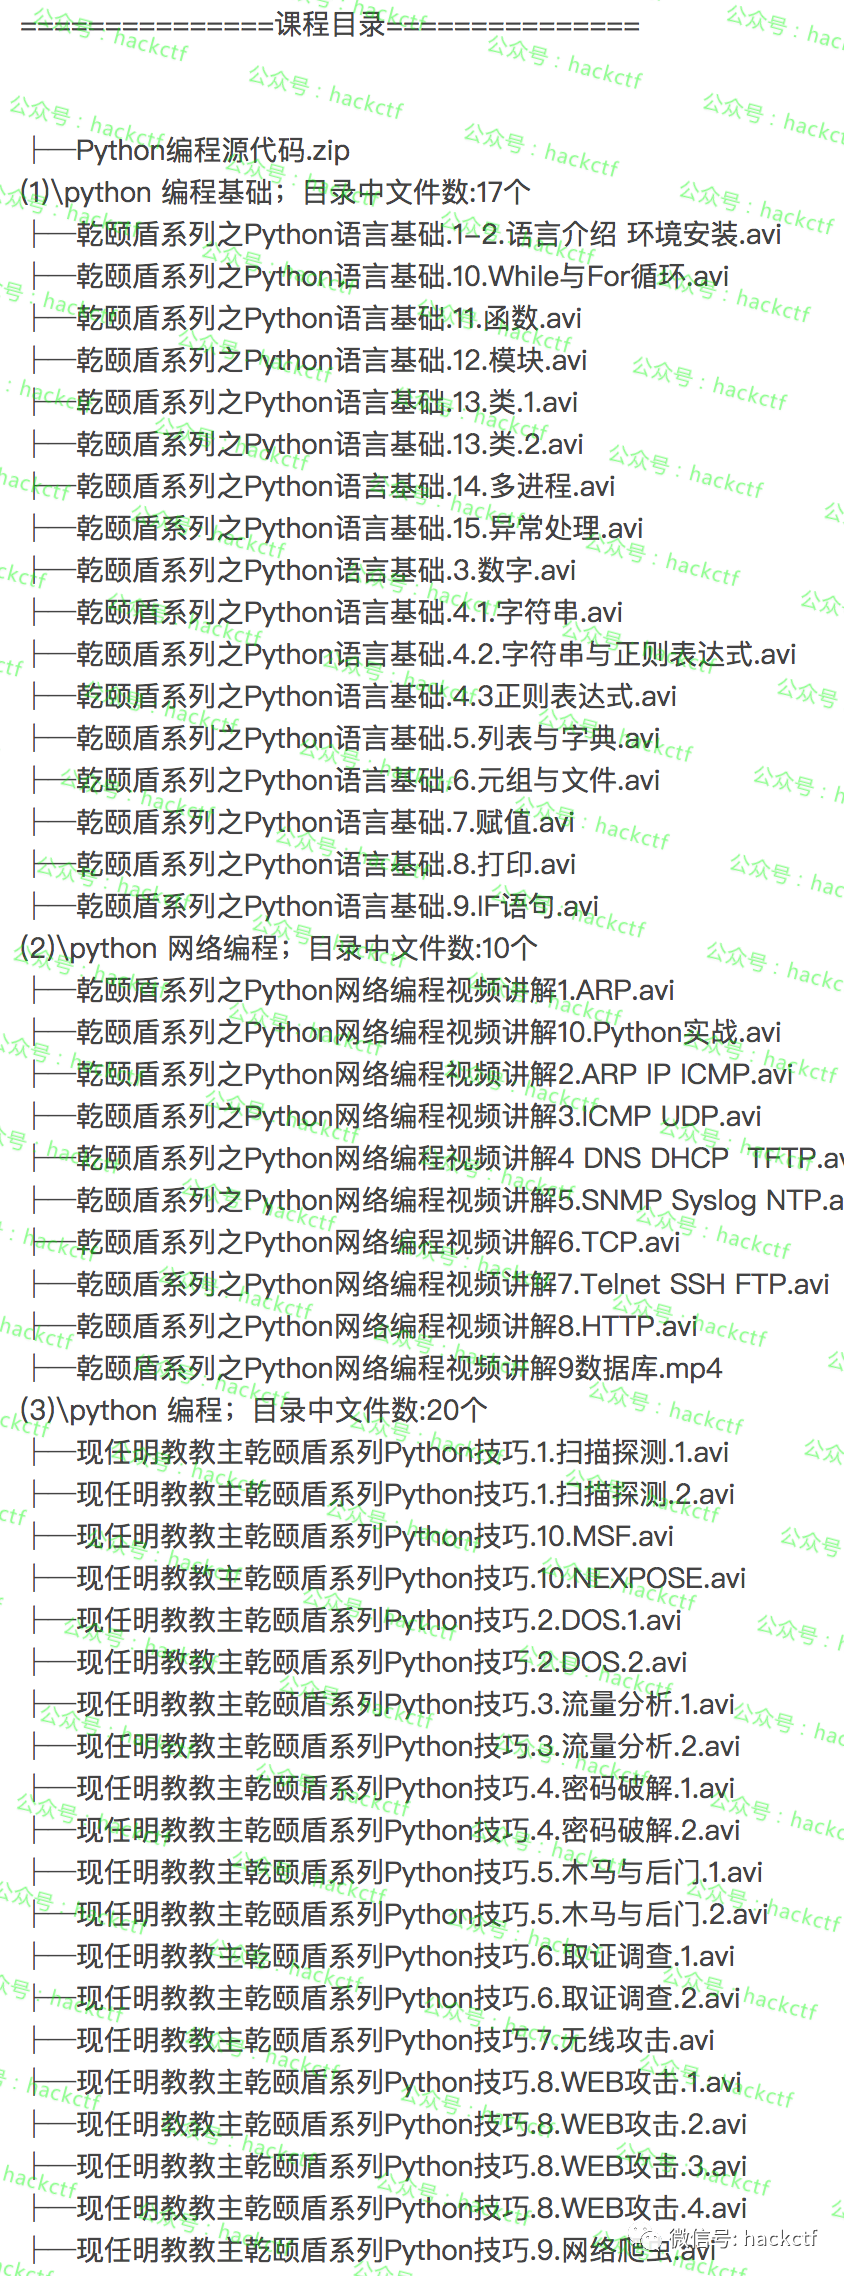 ===============课程目录===============
├──Python编程源代码.zip
(1)\python 编程基础；目录中文件数:17个
├──乾颐盾系列之Python语言基础.1-2.语言介绍 环境安装.avi
├──乾颐盾系列之Python语言基础.10.While与For循环.avi
├──乾颐盾系列之Python语言基础.11.函数.avi
├──乾颐盾系列之Python语言基础.12.模块.avi
├──乾颐盾系列之Python语言基础.13.类.1.avi
├──乾颐盾系列之Python语言基础.13.类.2.avi
├──乾颐盾系列之Python语言基础.14.多进程.avi
├──乾颐盾系列之Python语言基础.15.异常处理.avi
├──乾颐盾系列之Python语言基础.3.数字.avi
├──乾颐盾系列之Python语言基础.4.1.字符串.avi
├──乾颐盾系列之Python语言基础.4.2.字符串与正则表达式.avi
├──乾颐盾系列之Python语言基础.4.3正则表达式.avi
├──乾颐盾系列之Python语言基础.5.列表与字典.avi
├──乾颐盾系列之Python语言基础.6.元组与文件.avi
├──乾颐盾系列之Python语言基础.7.赋值.avi
├──乾颐盾系列之Python语言基础.8.打印.avi
├──乾颐盾系列之Python语言基础.9.IF语句.avi
(2)\python 网络编程；目录中文件数:10个
├──乾颐盾系列之Python网络编程视频讲解1.ARP.avi
├──乾颐盾系列之Python网络编程视频讲解10.Python实战.avi
├──乾颐盾系列之Python网络编程视频讲解2.ARP IP ICMP.avi
├──乾颐盾系列之Python网络编程视频讲解3.ICMP UDP.avi
├──乾颐盾系列之Python网络编程视频讲解4 DNS DHCP  TFTP.av
├──乾颐盾系列之Python网络编程视频讲解5.SNMP Syslog NTP.a
├──乾颐盾系列之Python网络编程视频讲解6.TCP.avi
├──乾颐盾系列之Python网络编程视频讲解7.Telnet SSH FTP.avi
├──乾颐盾系列之Python网络编程视频讲解8.HTTP.avi
├──乾颐盾系列之Python网络编程视频讲解9数据库.mp4
(3)\python 编程；目录中文件数:20个
├──现任明教教主乾颐盾系列Python技巧.1.扫描探测.1.avi
├──现任明教教主乾颐盾系列Python技巧.1.扫描探测.2.avi
├──现任明教教主乾颐盾系列Python技巧.10.MSF.avi
├──现任明教教主乾颐盾系列Python技巧.10.NEXPOSE.avi
├──现任明教教主乾颐盾系列Python技巧.2.DOS.1.avi
├──现任明教教主乾颐盾系列Python技巧.2.DOS.2.avi
├──现任明教教主乾颐盾系列Python技巧.3.流量分析.1.avi
├──现任明教教主乾颐盾系列Python技巧.3.流量分析.2.avi
├──现任明教教主乾颐盾系列Python技巧.4.密码破解.1.avi
├──现任明教教主乾颐盾系列Python技巧.4.密码破解.2.avi
├──现任明教教主乾颐盾系列Python技巧.5.木马与后门.1.avi
├──现任明教教主乾颐盾系列Python技巧.5.木马与后门.2.avi
├──现任明教教主乾颐盾系列Python技巧.6.取证调查.1.avi
├──现任明教教主乾颐盾系列Python技巧.6.取证调查.2.avi
├──现任明教教主乾颐盾系列Python技巧.7.无线攻击.avi
├──现任明教教主乾颐盾系列Python技巧.8.WEB攻击.1.avi
├──现任明教教主乾颐盾系列Python技巧.8.WEB攻击.2.avi
├──现任明教教主乾颐盾系列Python技巧.8.WEB攻击.3.avi
├──现任明教教主乾颐盾系列Python技巧.8.WEB攻击.4.avi
├──现任明教教主乾颐盾系列Python技巧.9.网络爬虫.avi
微信号: hackctf
公众号：hackctf